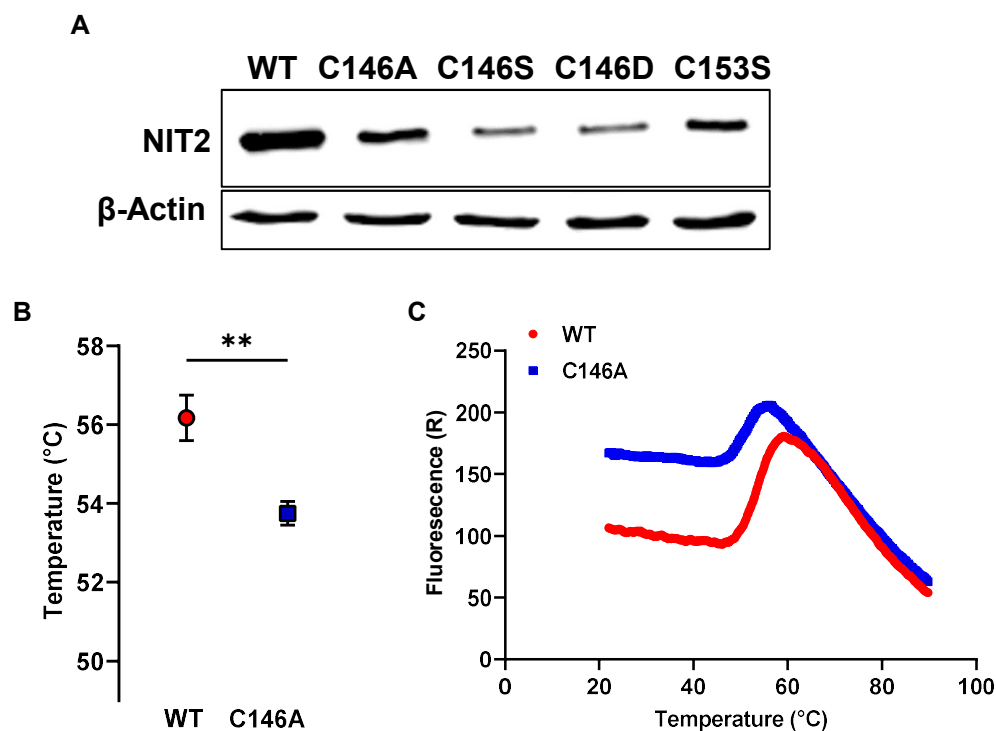 A
WT C146A C146S C146D C153S
NIT2
β-Actin
B
**
58
56
54
52
50
Temperature (°C)
WT C146A
C
WT
C146A
250
200
150
100
50
0
Fluoresecence (R)
0 20 40 60 80 100
Temperature (°C)